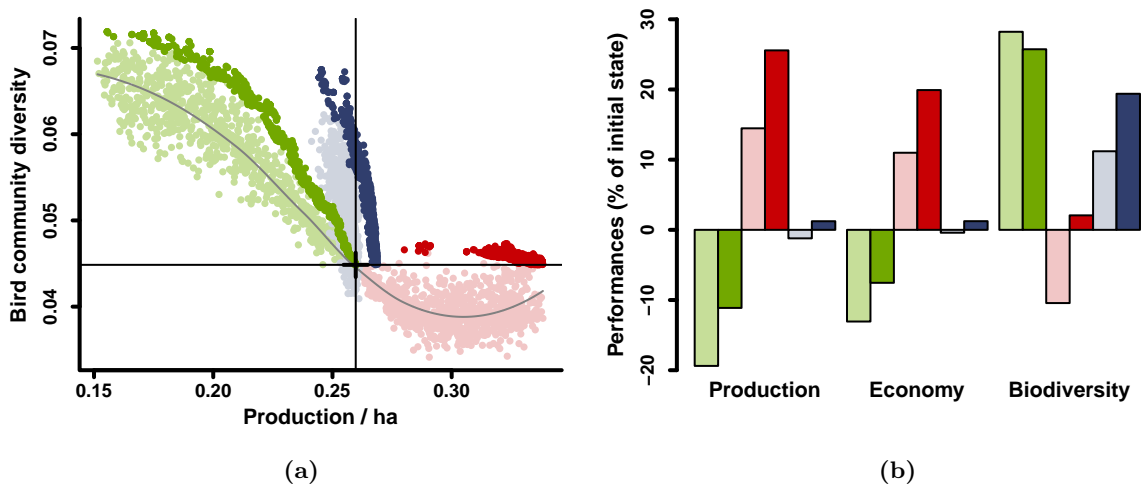 Bird community diversity
0.07
0.06
0.05
0.04
0.15
0.20
0.25
0.30
Production / ha
(a)
Performances (% of initial state)
30
20
10
0
−10
−20
Production
Economy
Biodiversity
(b)